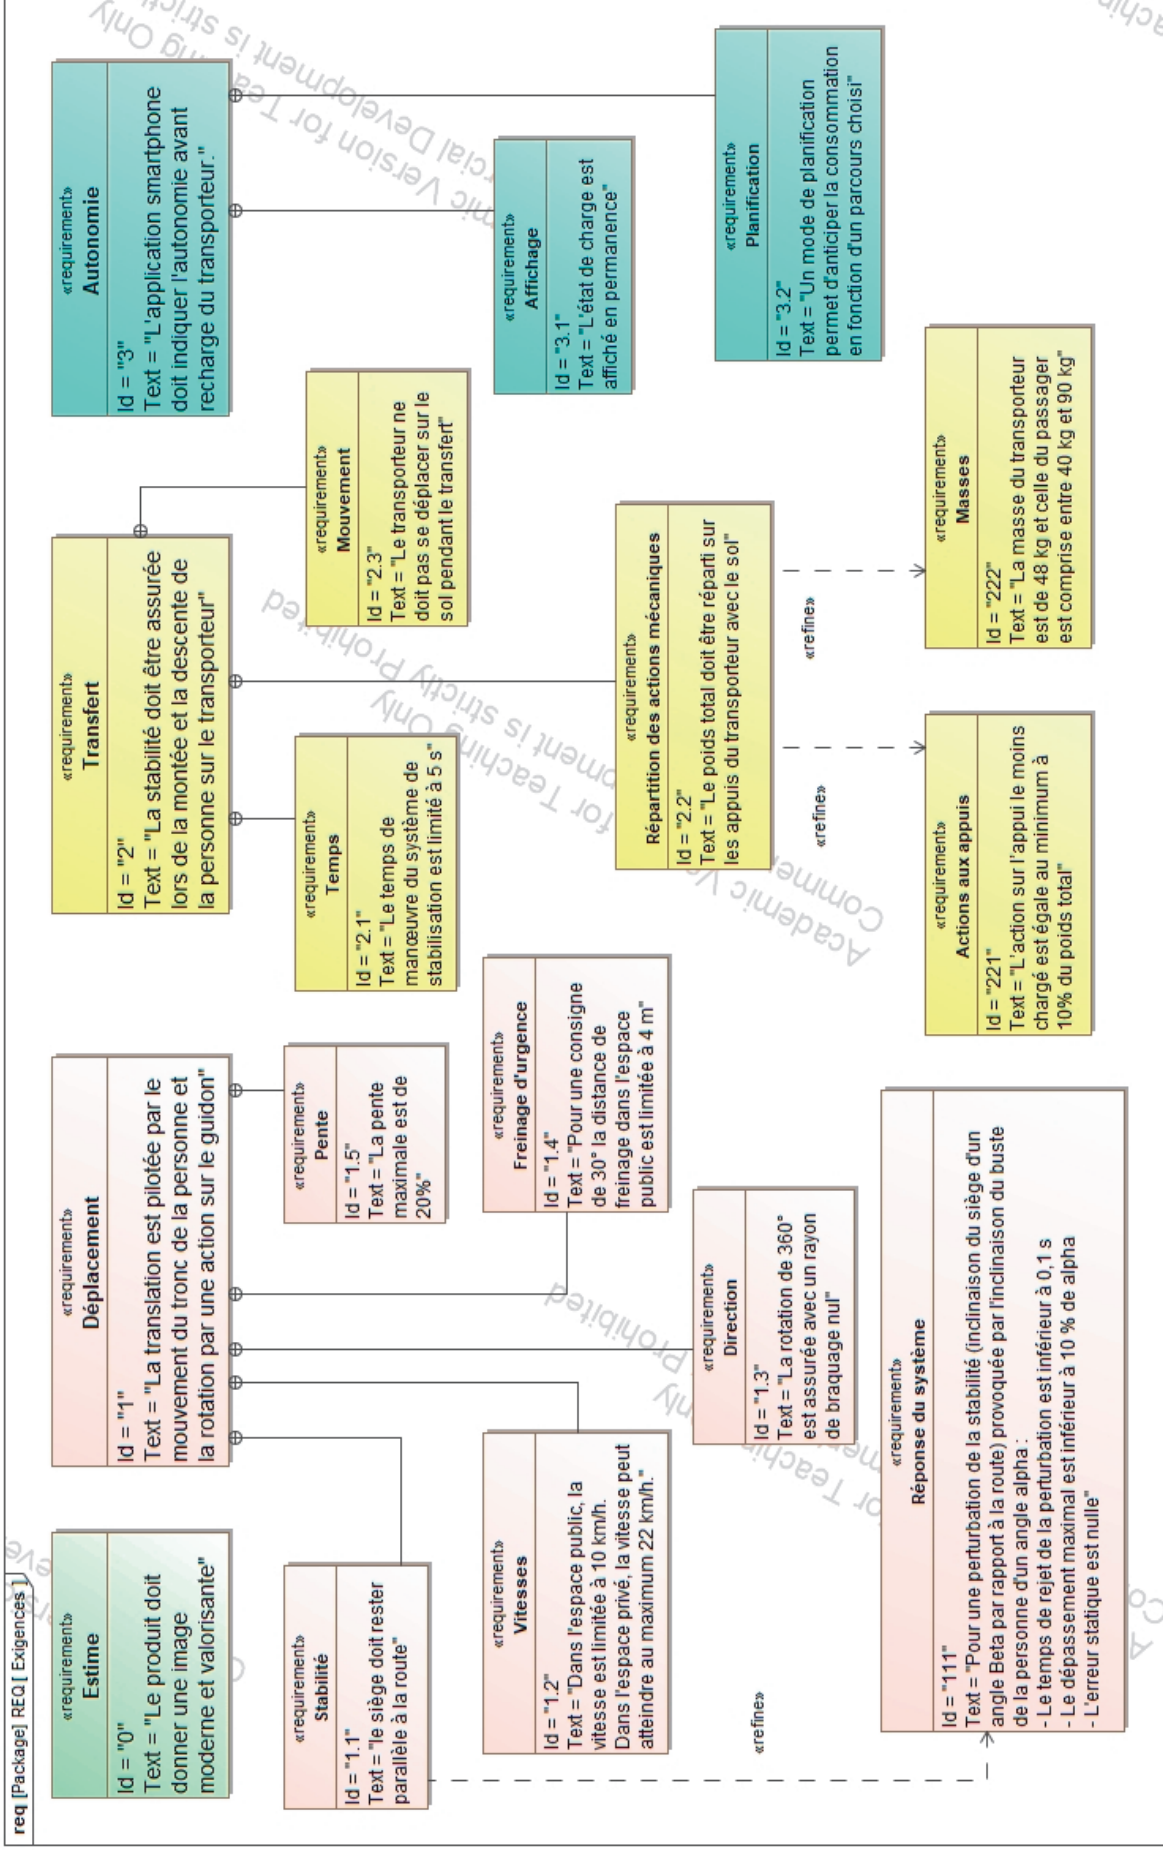 req [Package] REQ [ Exigences ]
«requirement»
Estime
Id = "0"
Text = "Le produit doit
donner une image
moderne et valorisante"
«requirement»
Déplacement
Id = "1"
Text = "La translation est pilotée par le
mouvement du tronc de la personne et
la rotation par une action sur le guidon"
«requirement»
Transfert
Id = "2"
Text = "La stabilité doit être assurée
lors de la montée et la descente de
la personne sur le transporteur"
«requirement»
Autonomie
Id = "3"
Text = "L'application smartphone
doit indiquer l'autonomie avant
recharge du transporteur."
«requirement»
Stabilité
Id = "1.1"
Text = "le siège doit rester
parallèle à la route"
«requirement»
Pente
Id = "1.5"
Text = "La pente
maximale est de
20%"
«requirement»
Temps
Id = "2.1"
Text = "Le temps de
manœuvre du système de
stabilisation est limité à 5 s"
«requirement»
Mouvement
Id = "2.3"
Text = "Le transporteur ne
doit pas se déplacer sur le
sol pendant le transfert"
«requirement»
Vitesses
Id = "1.2"
Text = "Dans l'espace public, la
vitesse est limitée à 10 km/h.
Dans l'espace privé, la vitesse peut
atteindre au maximum 22 km/h."
«requirement»
Freinage d'urgence
Id = "1.4"
Text = "Pour une consigne
de 30° la distance de
freinage dans l'espace
public est limitée à 4 m"
«requirement»
Affichage
Id = "3.1"
Text = "L'état de charge est
affiché en permanence"
«requirement»
Direction
Id = "1.3"
Text = "La rotation de 360°
est assurée avec un rayon
de braquage nul"
«requirement»
Répartition des actions mécaniques
Id = "2.2"
Text = "Le poids total doit être réparti sur
les appuis du transporteur avec le sol"
«requirement»
Planification
Id = "3.2"
Text = "Un mode de planification
permet d'anticiper la consommation
en fonction d'un parcours choisi"
«refine»
«refine»
«refine»
«requirement»
Réponse du système
Id = "111"
Text = "Pour une perturbation de la stabilité (inclinaison du siège d'un
angle Beta par rapport à la route) provoquée par l'inclinaison du buste
de la personne d'un angle alpha :
- Le temps de rejet de la perturbation est inférieur à 0,1 s
- Le dépassement maximal est inférieur à 10 % de alpha
- L'erreur statique est nulle"
«requirement»
Actions aux appuis
Id = "221"
Text = "L'action sur l'appui le moins
chargé est égale au minimum à
10% du poids total"
«requirement»
Masses
Id = "222"
Text = "La masse du transporteur
est de 48 kg et celle du passager
est comprise entre 40 kg et 90 kg"